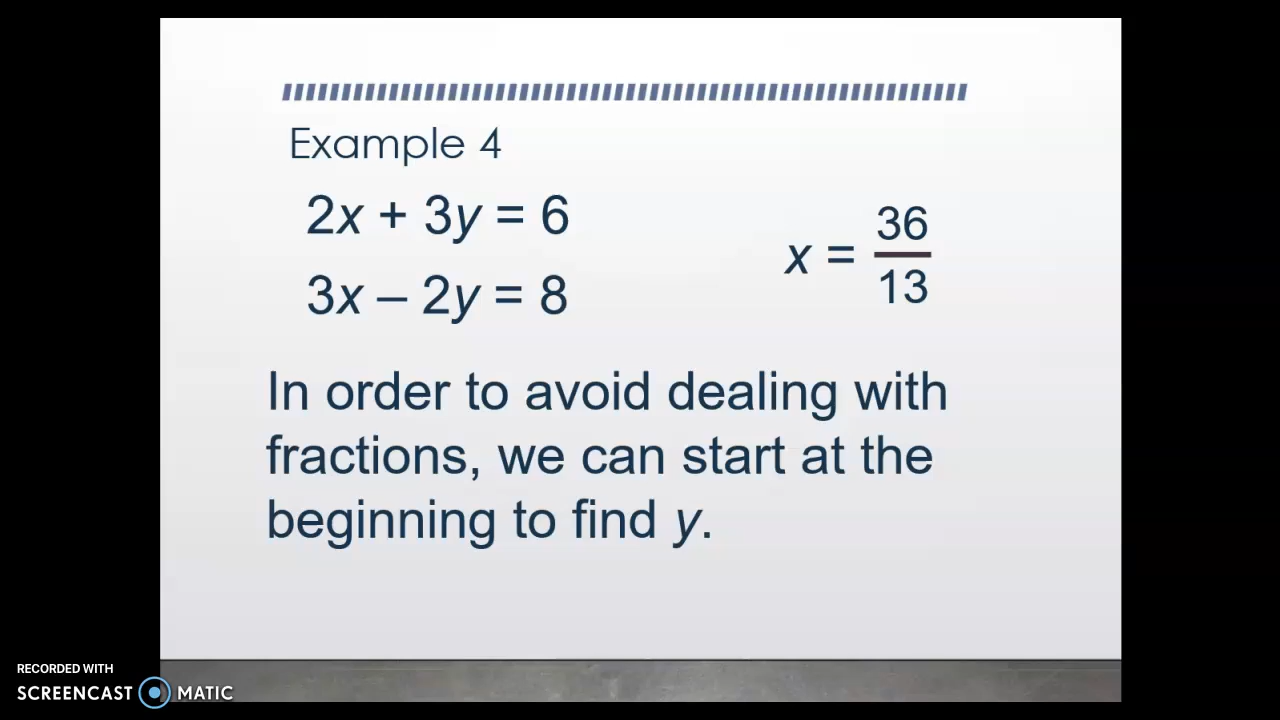 Example 4
2x + 3y = 6
3x – 2y = 8
x = 36/13
In order to avoid dealing with
fractions, we can start at the
beginning to find y.
RECORDED WITH
SCREENCAST MATIC